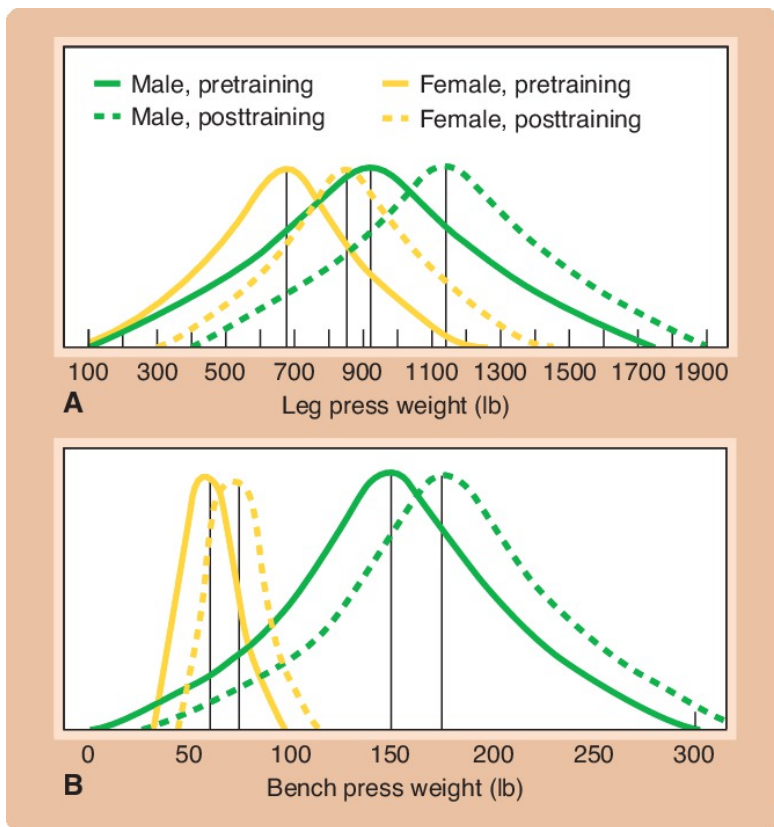 Male, pretraining Female, pretraining
Male, posttraining Female, posttraining
100 300 500 700 900 1100 1300 1500 1700 1900
A Leg press weight (lb)
0 50 100 150 200 250 300
B Bench press weight (lb)